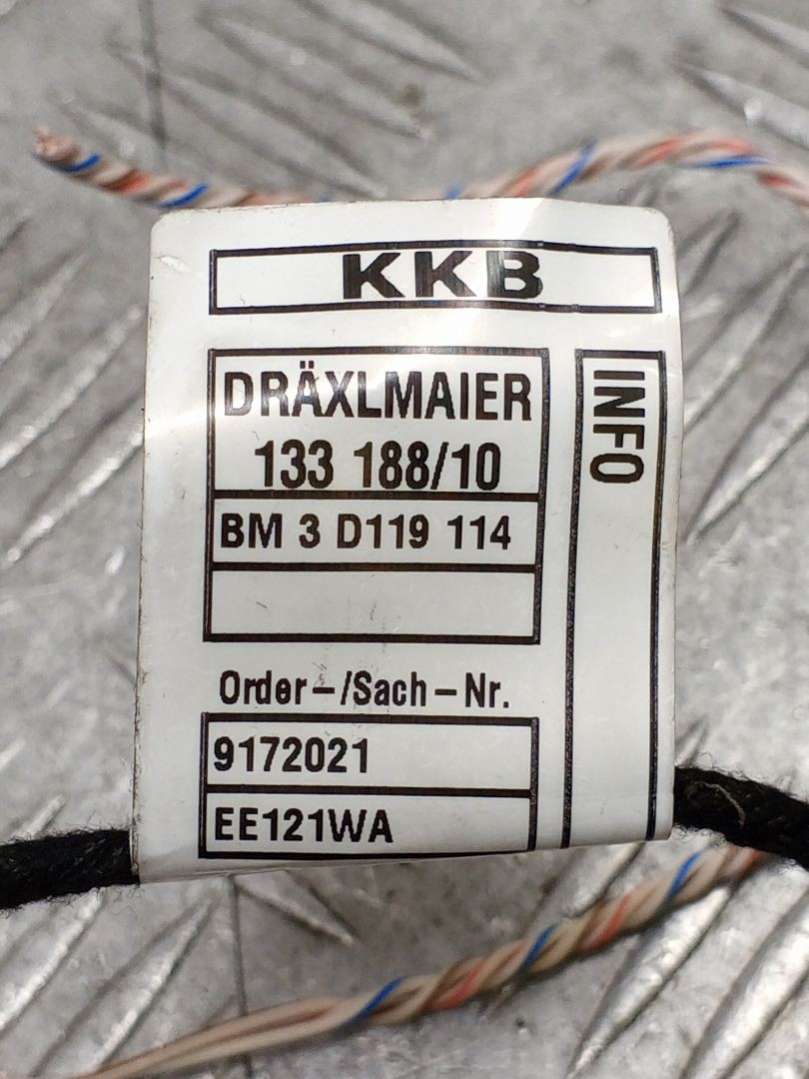 KKB
DRÄXLMAIER
133 188/10
INFO
BM 3 D119 114
Order-/Sach-Nr.
9172021
EE121WA